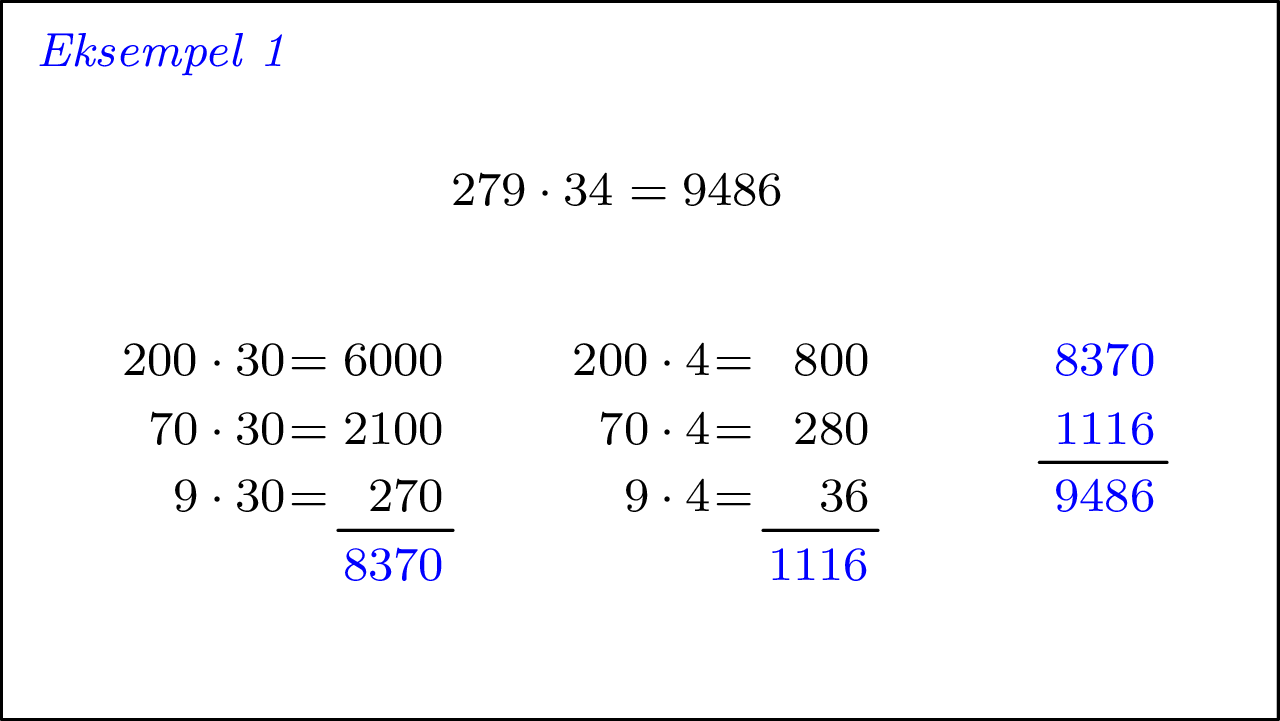 Eksempel 1
279 · 34 = 9486
200 · 30= 6000
70 · 30= 2100
9 · 30= 270
8370
200 · 4= 800
70 · 4= 280
9 · 4= 36
1116
8370
1116
9486